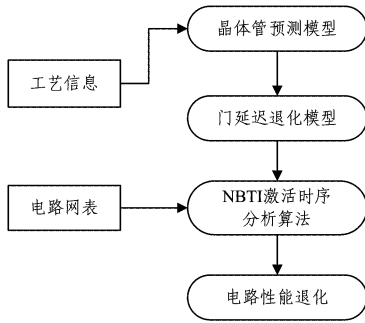 晶体管预测模型
工艺信息
门延迟退化模型
NBTI激活时序
分析算法
电路网表
电路性能退化